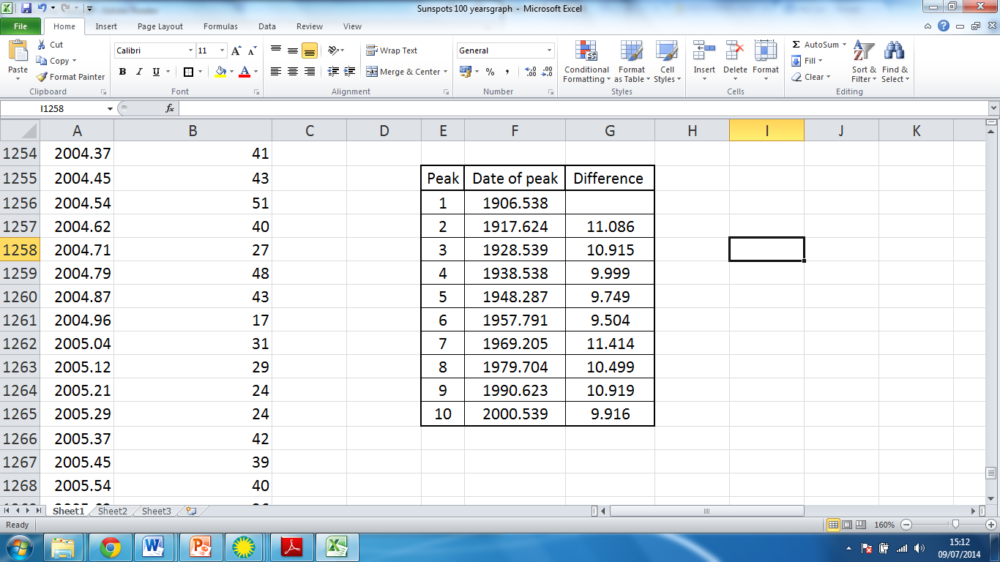 Sunspots 100 yearsgraph - Microsoft Excel
File Home Insert Page Layout Formulas Data Review View
Paste
Cut
Copy
Format Painter
Clipboard
Calibri 11
B I U
Font
Wrap Text
Merge & Center
Alignment
General
% ,
Number
Conditional Formatting
Format as Table
Cell Styles
Styles
Insert Delete Format
Cells
Σ AutoSum
Fill
Clear
Sort & Filter
Find & Select
Editing
I1258 fx
A B C D E F G H I J K
1254 2004.37 41
1255 2004.45 43 Peak Date of peak Difference
1256 2004.54 51 1 1906.538
1257 2004.62 40 2 1917.624 11.086
1258 2004.71 27 3 1928.539 10.915
1259 2004.79 48 4 1938.538 9.999
1260 2004.87 43 5 1948.287 9.749
1261 2004.96 17 6 1957.791 9.504
1262 2005.04 31 7 1969.205 11.414
1263 2005.12 29 8 1979.704 10.499
1264 2005.21 24 9 1990.623 10.919
1265 2005.29 24 10 2000.539 9.916
1266 2005.37 42
1267 2005.45 39
1268 2005.54 40
Sheet1 Sheet2 Sheet3
Ready 160%
15:12
09/07/2014